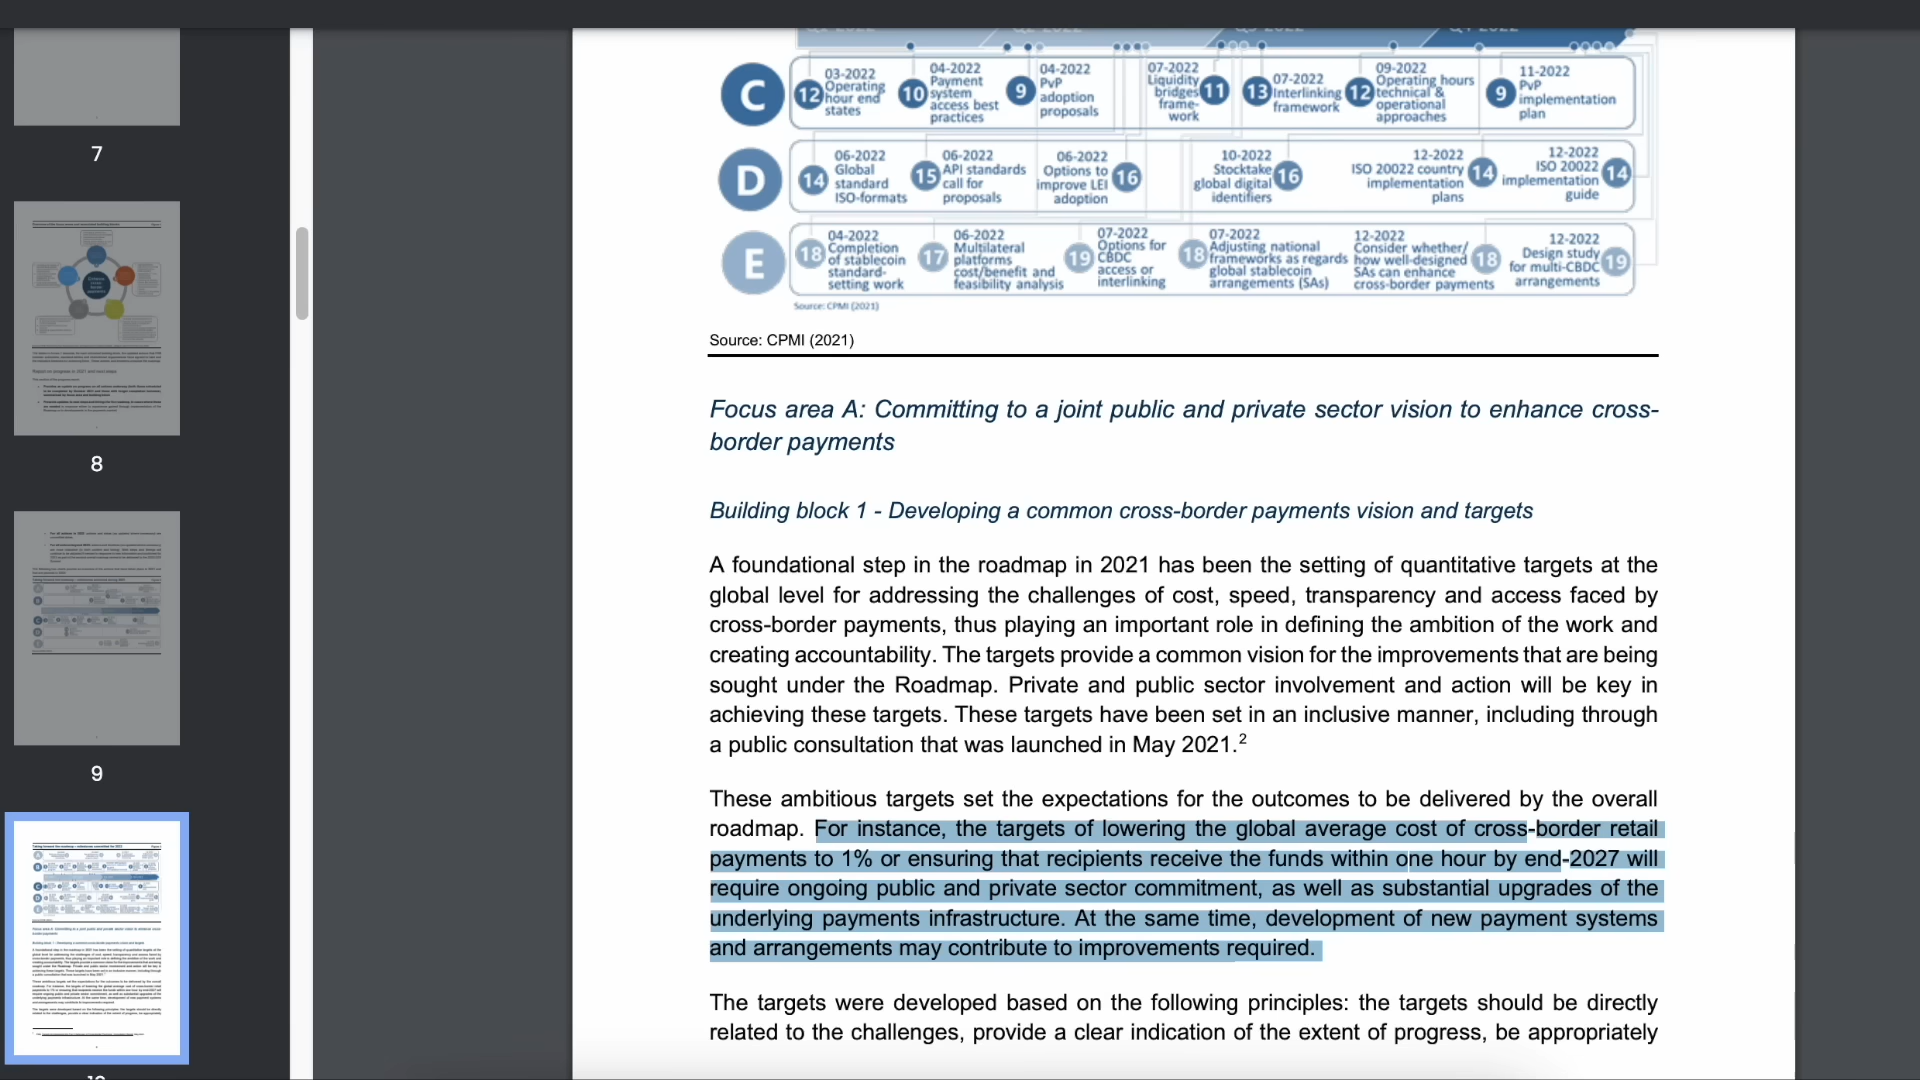 7
8
9
C
12
03-2022
Operating
hour end
states
10
04-2022
Payment
system
access best
practices
9
04-2022
PvP
adoption
proposals
07-2022
Liquidity
bridges
frame-
work
11
13
07-2022
Interlinking
framework
12
09-2022
Operating hours
technical &
operational
approaches
9
11-2022
PvP
implementation
plan
D
14
06-2022
Global
standard
ISO-formats
15
06-2022
API standards
call for
proposals
06-2022
Options to
improve LEI
adoption
16
10-2022
Stocktake
global digital
identifiers
16
12-2022
ISO 20022 country
implementation
plans
14
12-2022
ISO 20022
implementation
guide
14
E
18
04-2022
Completion
of stablecoin
standard-
setting work
17
06-2022
Multilateral
platforms
cost/benefit and
feasibility analysis
19
07-2022
Options for
CBDC
access or
interlinking
18
07-2022
Adjusting national
frameworks as regards
global stablecoin
arrangements (SAs)
12-2022
Consider whether/
how well-designed
SAs can enhance
cross-border payments
18
12-2022
Design study
for multi-CBDC
arrangements
19
Source: CPMI (2021)
Source: CPMI (2021)
Focus area A: Committing to a joint public and private sector vision to enhance cross-
border payments
Building block 1 - Developing a common cross-border payments vision and targets
A foundational step in the roadmap in 2021 has been the setting of quantitative targets at the
global level for addressing the challenges of cost, speed, transparency and access faced by
cross-border payments, thus playing an important role in defining the ambition of the work and
creating accountability. The targets provide a common vision for the improvements that are being
sought under the Roadmap. Private and public sector involvement and action will be key in
achieving these targets. These targets have been set in an inclusive manner, including through
a public consultation that was launched in May 2021.2
These ambitious targets set the expectations for the outcomes to be delivered by the overall
roadmap. For instance, the targets of lowering the global average cost of cross-border retail
payments to 1% or ensuring that recipients receive the funds within one hour by end-2027 will
require ongoing public and private sector commitment, as well as substantial upgrades of the
underlying payments infrastructure. At the same time, development of new payment systems
and arrangements may contribute to improvements required.
The targets were developed based on the following principles: the targets should be directly
related to the challenges, provide a clear indication of the extent of progress, be appropriately